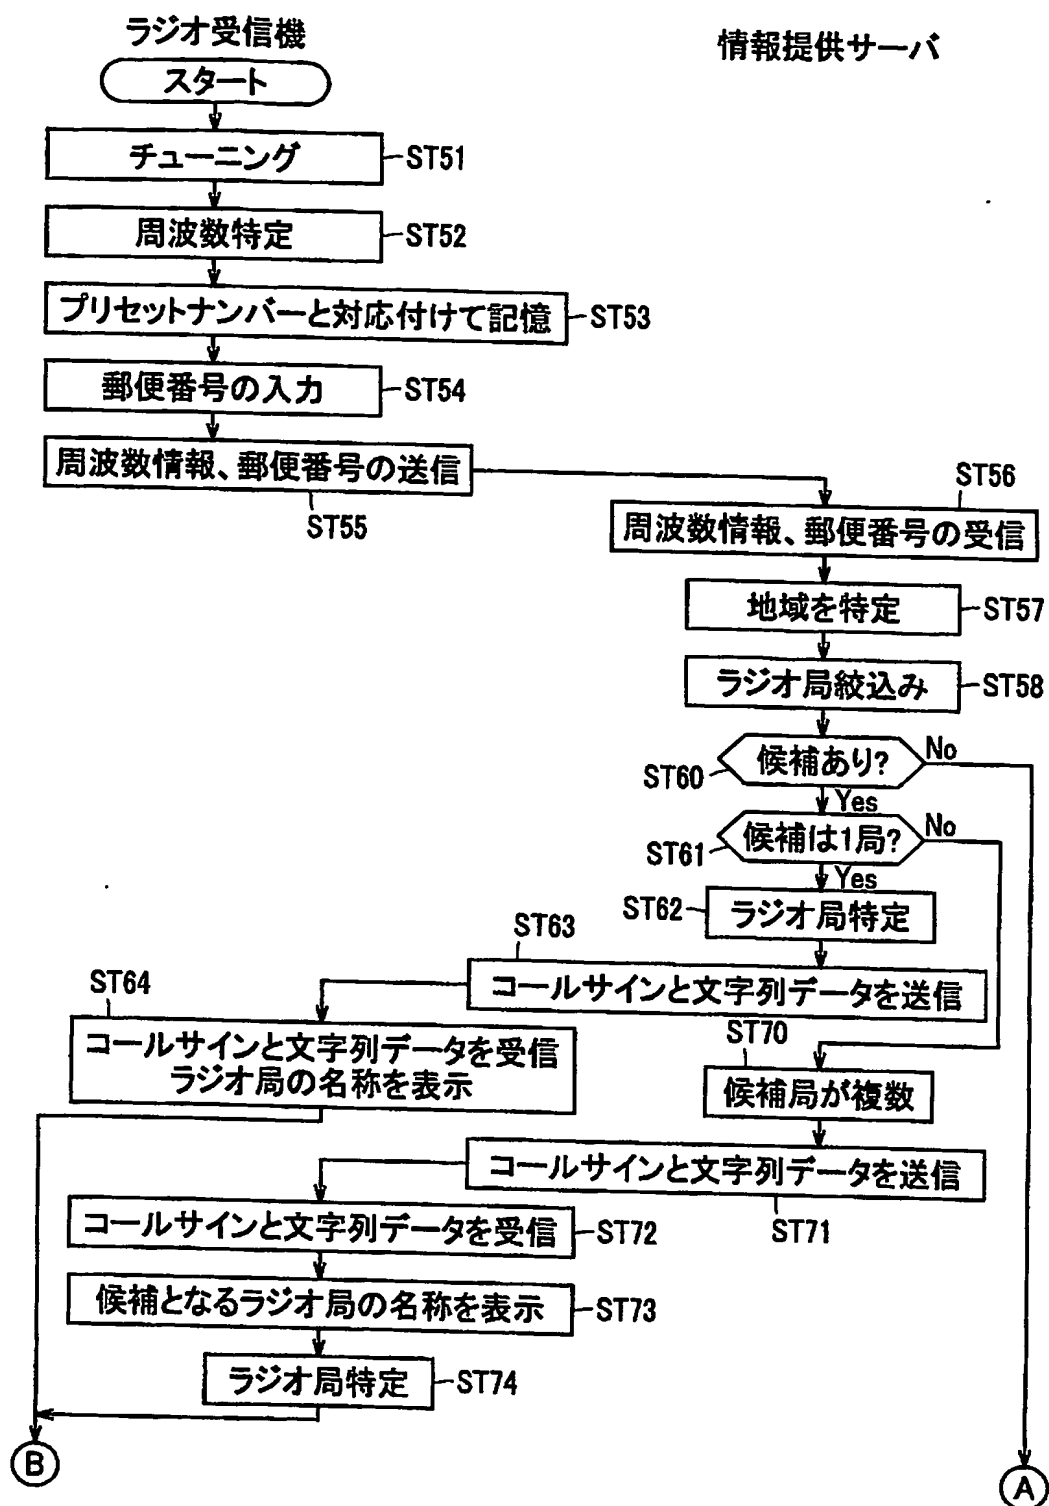 ラジオ受信機
情報提供サーバ
スタート
チューニング
ST51
周波数特定
ST52
プリセットナンバーと対応付けて記憶
ST53
郵便番号の入力
ST54
周波数情報、郵便番号の送信
ST55
ST56
周波数情報、郵便番号の受信
地域を特定
ST57
ラジオ局絞込み
ST58
候補あり?
No
ST60
Yes
候補は1局?
No
ST61
Yes
ST62
ラジオ局特定
ST63
コールサインと文字列データを送信
ST64
コールサインと文字列データを受信
ラジオ局の名称を表示
ST70
候補局が複数
コールサインと文字列データを送信
ST71
コールサインと文字列データを受信
ST72
候補となるラジオ局の名称を表示
ST73
ラジオ局特定
ST74
B
A